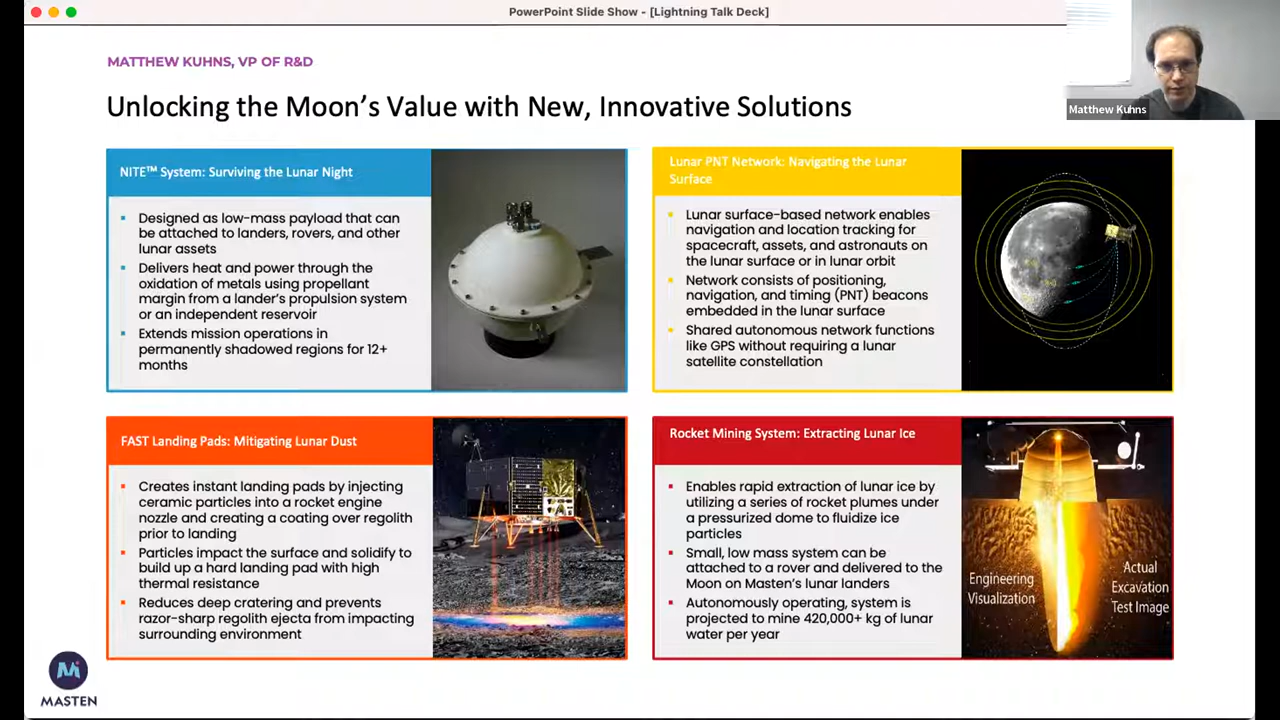 PowerPoint Slide Show - [Lightning Talk Deck]
Matthew Kuhns
MATTHEW KUHNS, VP OF R&D
Unlocking the Moon's Value with New, Innovative Solutions
NITE™ System: Surviving the Lunar Night
Designed as low-mass payload that can
be attached to landers, rovers, and other
lunar assets
Delivers heat and power through the
oxidation of metals using propellant
margin from a lander's propulsion system
or an independent reservoir
Extends mission operations in
permanently shadowed regions for 12+
months
Lunar PNT Network: Navigating the Lunar
Surface
Lunar surface-based network enables
navigation and location tracking for
spacecraft, assets, and astronauts on
the lunar surface or in lunar orbit
Network consists of positioning,
navigation, and timing (PNT) beacons
embedded in the lunar surface
Shared autonomous network functions
like GPS without requiring a lunar
satellite constellation
FAST Landing Pads: Mitigating Lunar Dust
Creates instant landing pads by injecting
ceramic particles into a rocket engine
nozzle and creating a coating over regolith
prior to landing
Particles impact the surface and solidify to
build up a hard landing pad with high
thermal resistance
Reduces deep cratering and prevents
razor-sharp regolith ejecta from impacting
surrounding environment
Rocket Mining System: Extracting Lunar Ice
Enables rapid extraction of lunar ice by
utilizing a series of rocket plumes under
a pressurized dome to fluidize ice
particles
Small, low mass system can be
attached to a rover and delivered to the
Moon on Masten's lunar landers
Autonomously operating, system is
projected to mine 420,000+ kg of lunar
water per year
Engineering
Visualization
Actual
Excavation
Test Image
MASTEN